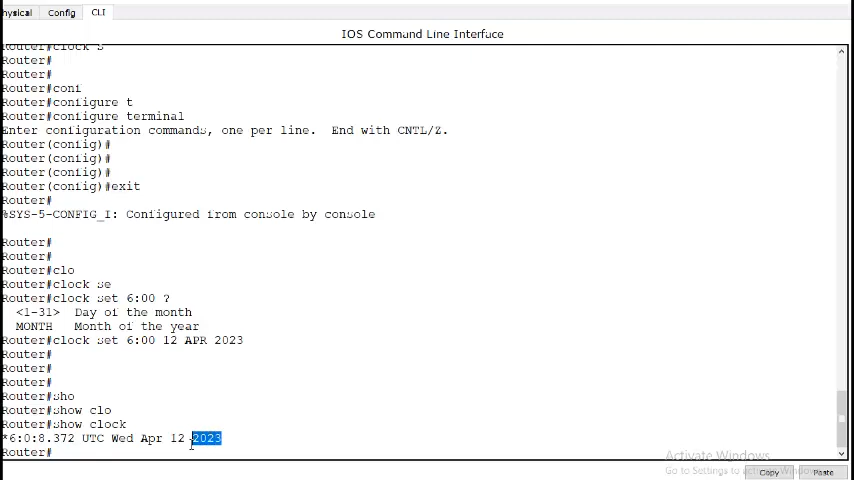 hysical Config CLI
IOS Command Line Interface
Router#clock s
Router#
Router#
Router#conf
Router#configure t
Router#configure terminal
Enter configuration commands, one per line. End with CNTL/Z.
Router(config)#
Router(config)#
Router(config)#
Router(config)#exit
Router#
%SYS-5-CONFIG_I: Configured from console by console
Router#
Router#
Router#clo
Router#clock se
Router#clock set 6:00 ?
<1-31> Day of the month
MONTH Month of the year
Router#clock set 6:00 12 APR 2023
Router#
Router#
Router#
Router#sho
Router#show clo
Router#show clock
*6:0:8.372 UTC Wed Apr 12 2023
Router#
Activate Windows
Go to Settings to activate Windows
Copy Paste